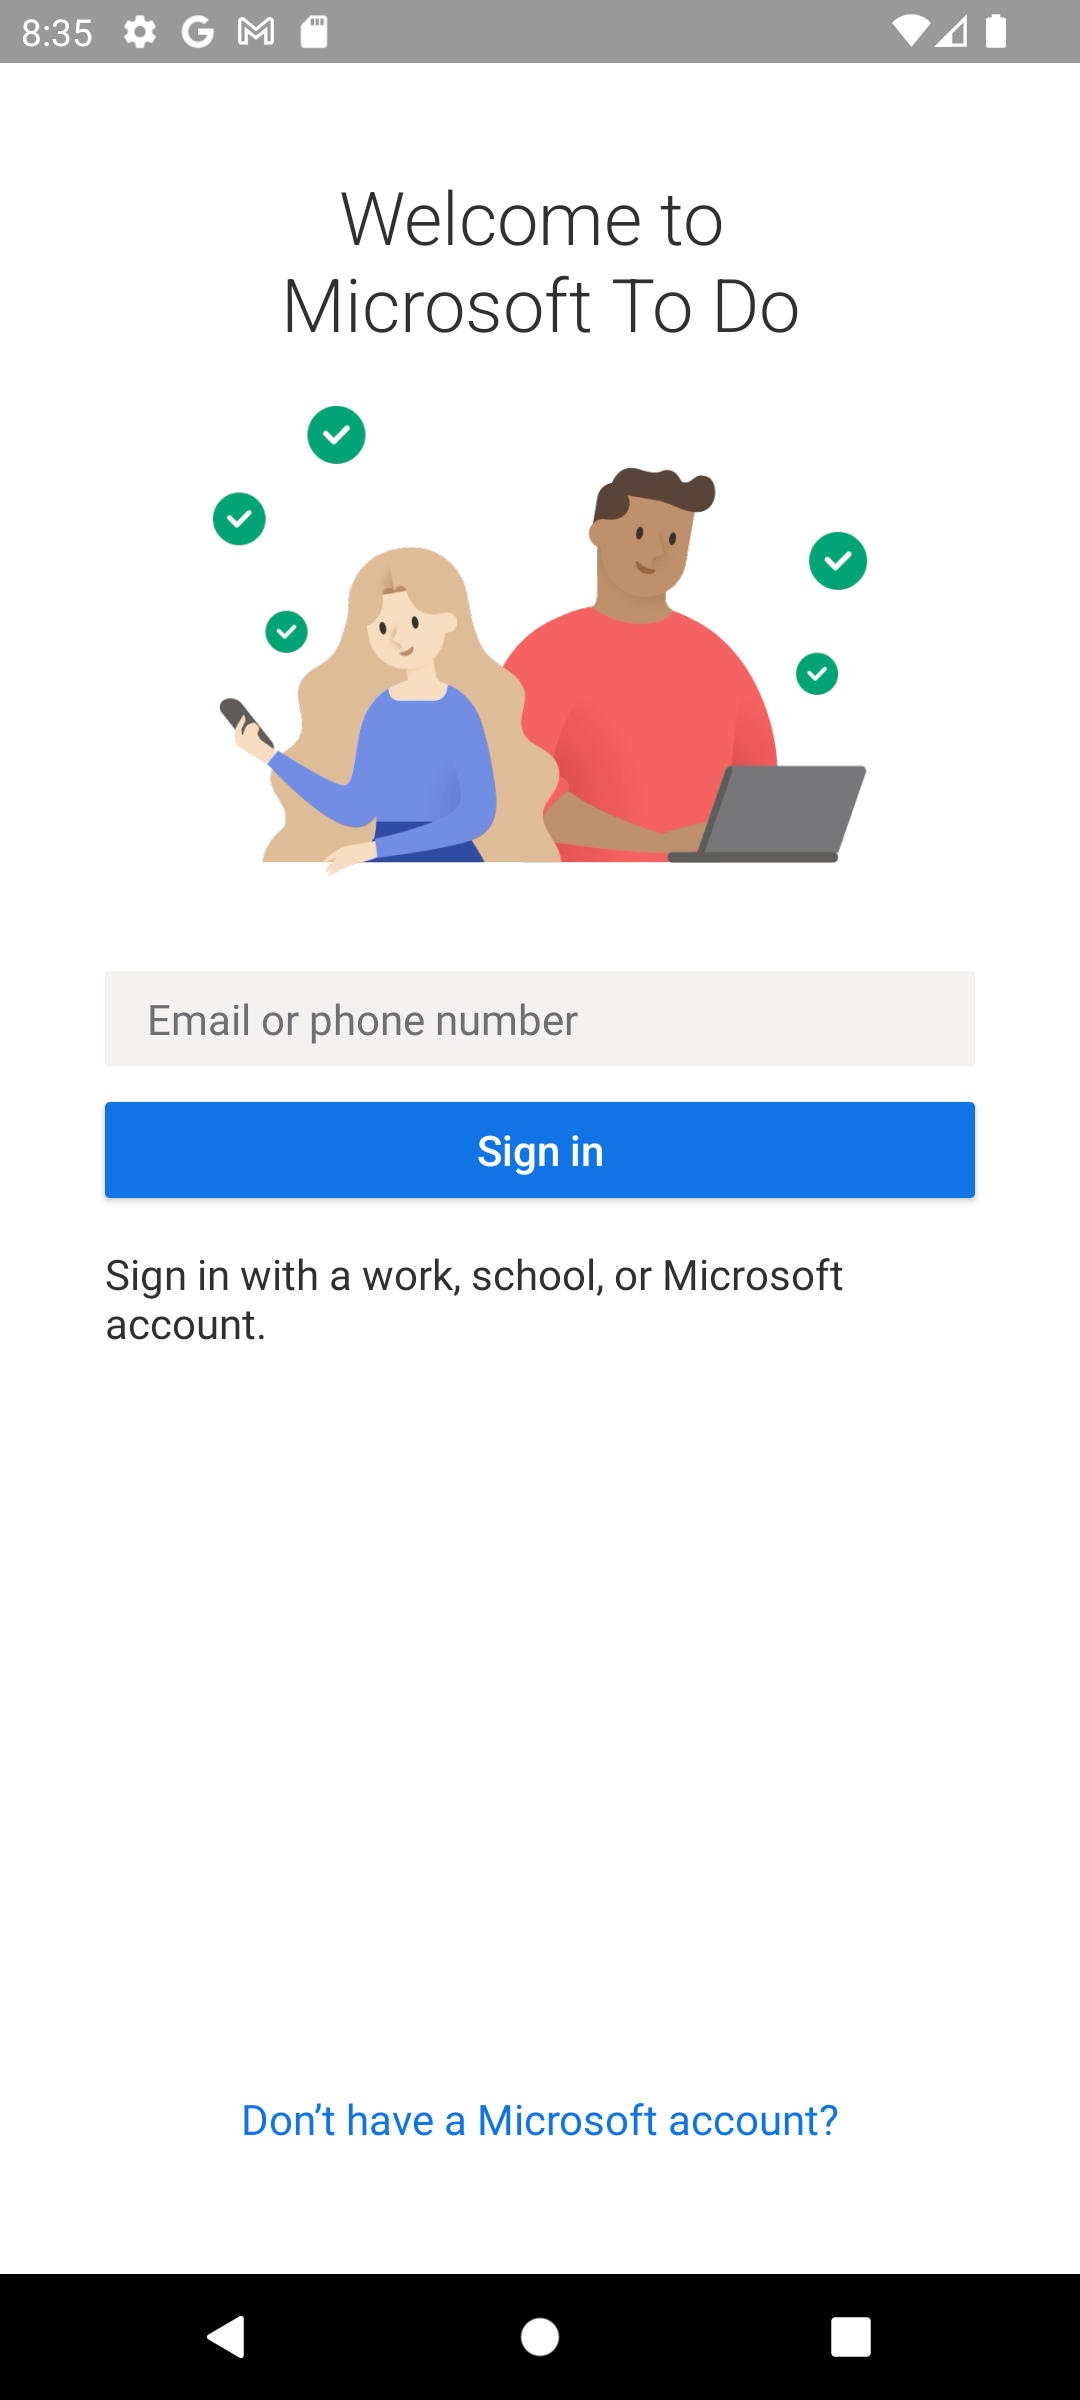 8:35
Welcome to
Microsoft To Do
Email or phone number
Sign in
Sign in with a work, school, or Microsoft
account.
Don’t have a Microsoft account?